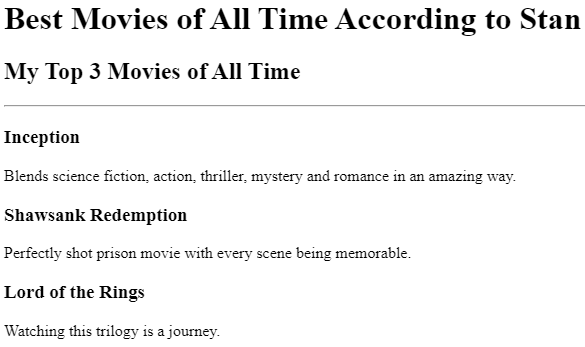 Best Movies of All Time According to Stan
My Top 3 Movies of All Time
Inception
Blends science fiction, action, thriller, mystery and romance in an amazing way.
Shawsank Redemption
Perfectly shot prison movie with every scene being memorable.
Lord of the Rings
Watching this trilogy is a journey.